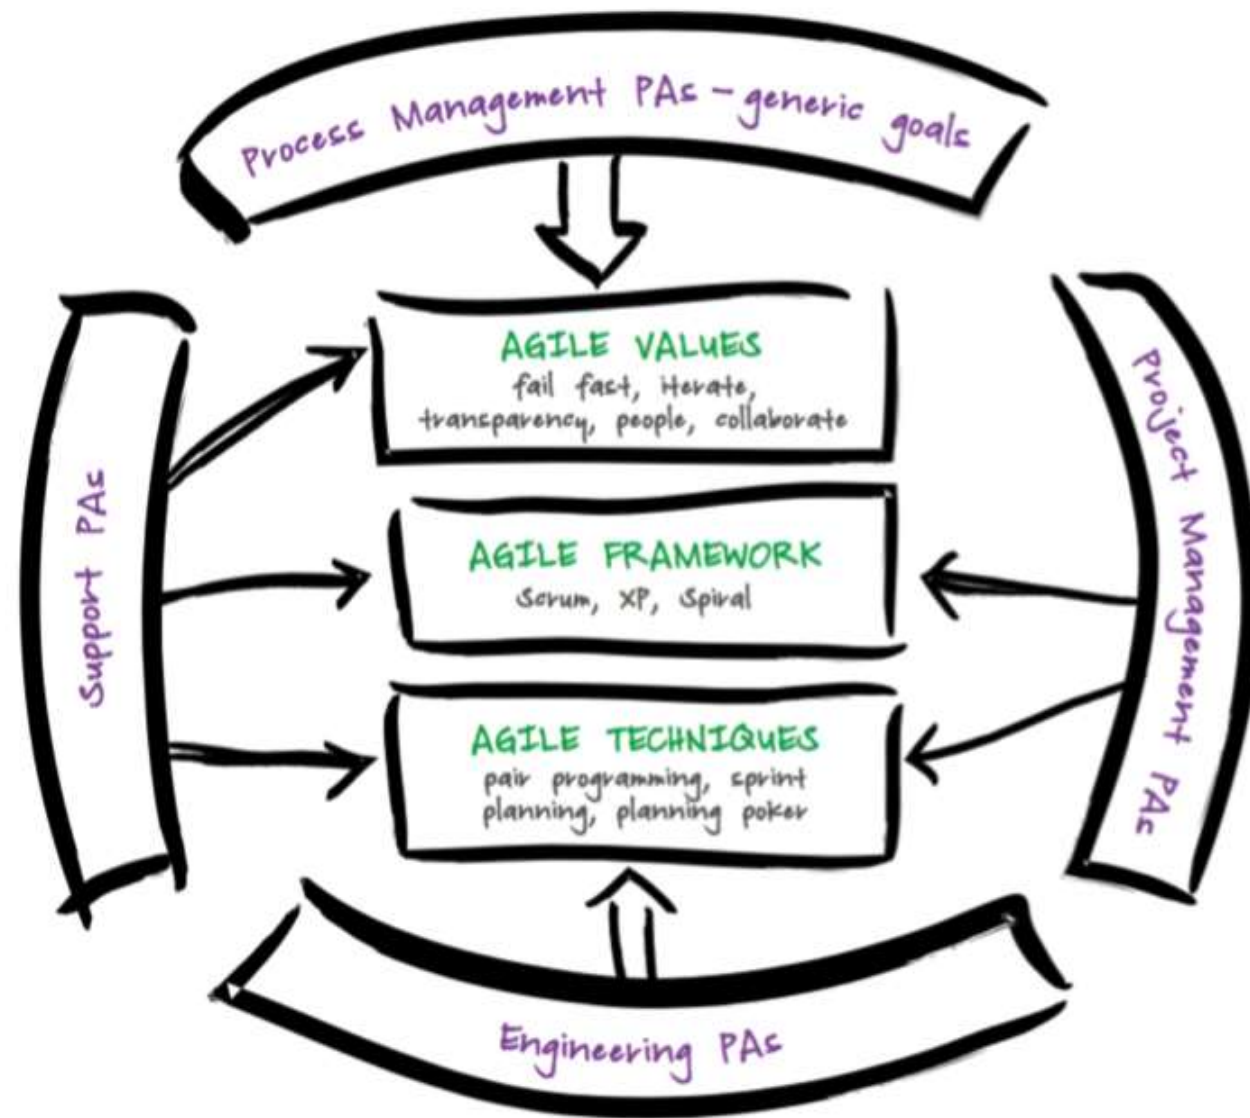 Process Management PAs - generic goals
Support PAs
AGILE VALUES
fail fast, iterate,
transparency, people, collaborate
AGILE FRAMEWORK
Scrum, XP, Spiral
AGILE TECHNIQUES
pair programming, sprint
planning, planning poker
Project Management PAs
Engineering PAs